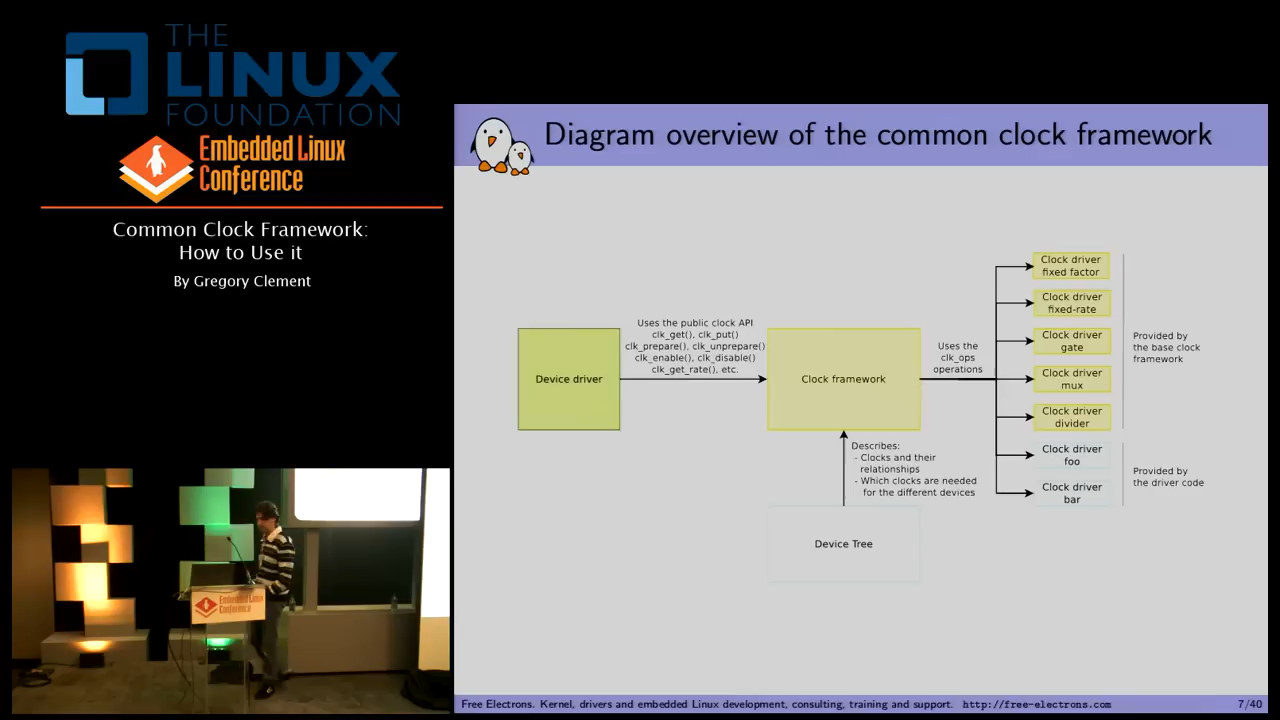 THE
LINUX
FOUNDATION
Embedded Linux
Conference
Common Clock Framework:
How to Use it
By Gregory Clement
Diagram overview of the common clock framework
Device driver
Uses the public clock API
clk_get(), clk_put()
clk_prepare(), clk_unprepare()
clk_enable(), clk_disable()
clk_get_rate(), etc.
Clock framework
Uses the
clk_ops
operations
Clock driver
fixed factor
Clock driver
fixed-rate
Clock driver
gate
Clock driver
mux
Clock driver
divider
Clock driver
foo
Clock driver
bar
Provided by
the base clock
framework
Provided by
the driver code
Describes:
- Clocks and their
relationships
- Which clocks are needed
for the different devices
Device Tree
Embedded Linux
Conference
Free Electrons. Kernel, drivers and embedded Linux development, consulting, training and support. http://free-electrons.com
7/40